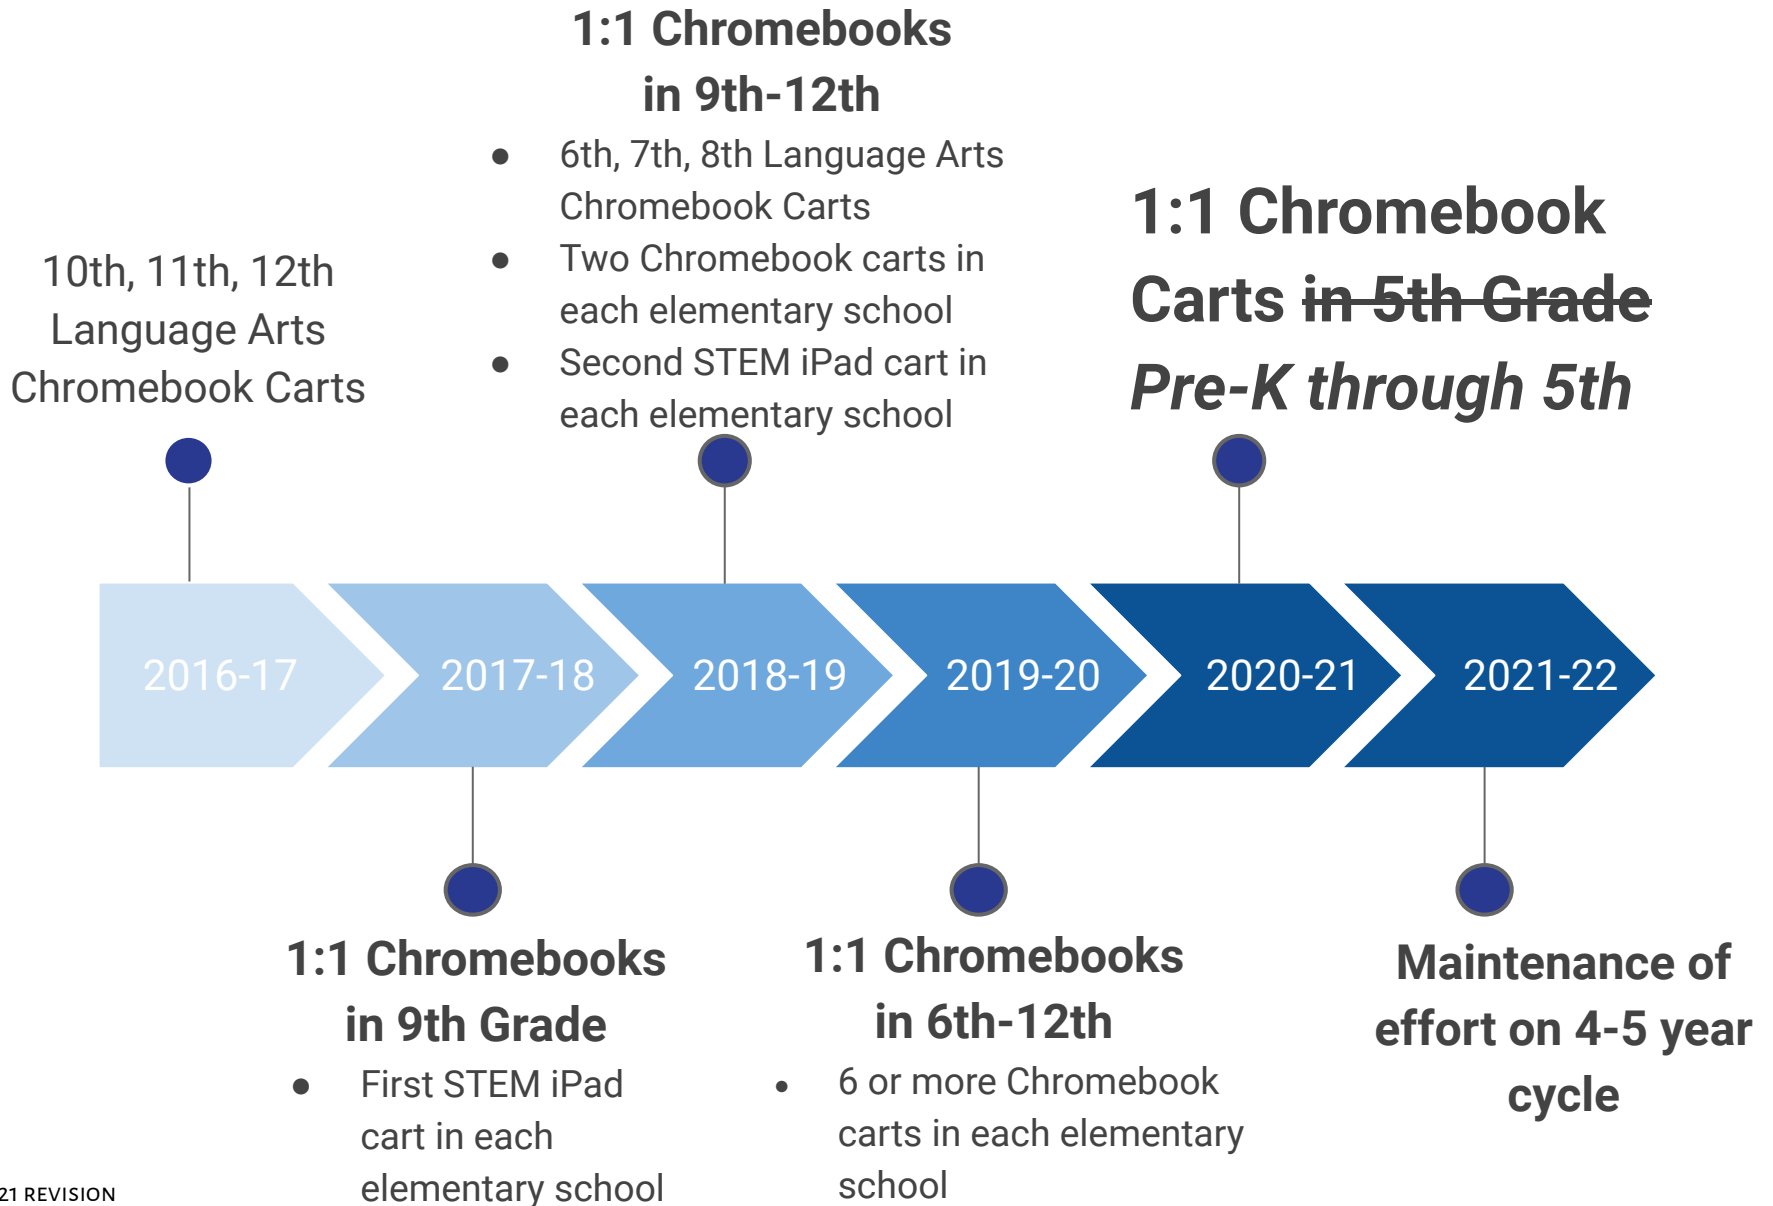 1:1 Chromebooks
in 9th-12th
● 6th, 7th, 8th Language Arts
Chromebook Carts
● Two Chromebook carts in
each elementary school
● Second STEM iPad cart in
each elementary school
10th, 11th, 12th
Language Arts
Chromebook Carts
1:1 Chromebook
Carts in 5th Grade
Pre-K through 5th
2016-17
2017-18
2018-19
2019-20
2020-21
2021-22
1:1 Chromebooks
in 9th Grade
● First STEM iPad
cart in each
elementary school
1:1 Chromebooks
in 6th-12th
● 6 or more Chromebook
carts in each elementary
school
Maintenance of
effort on 4-5 year
cycle
21 REVISION